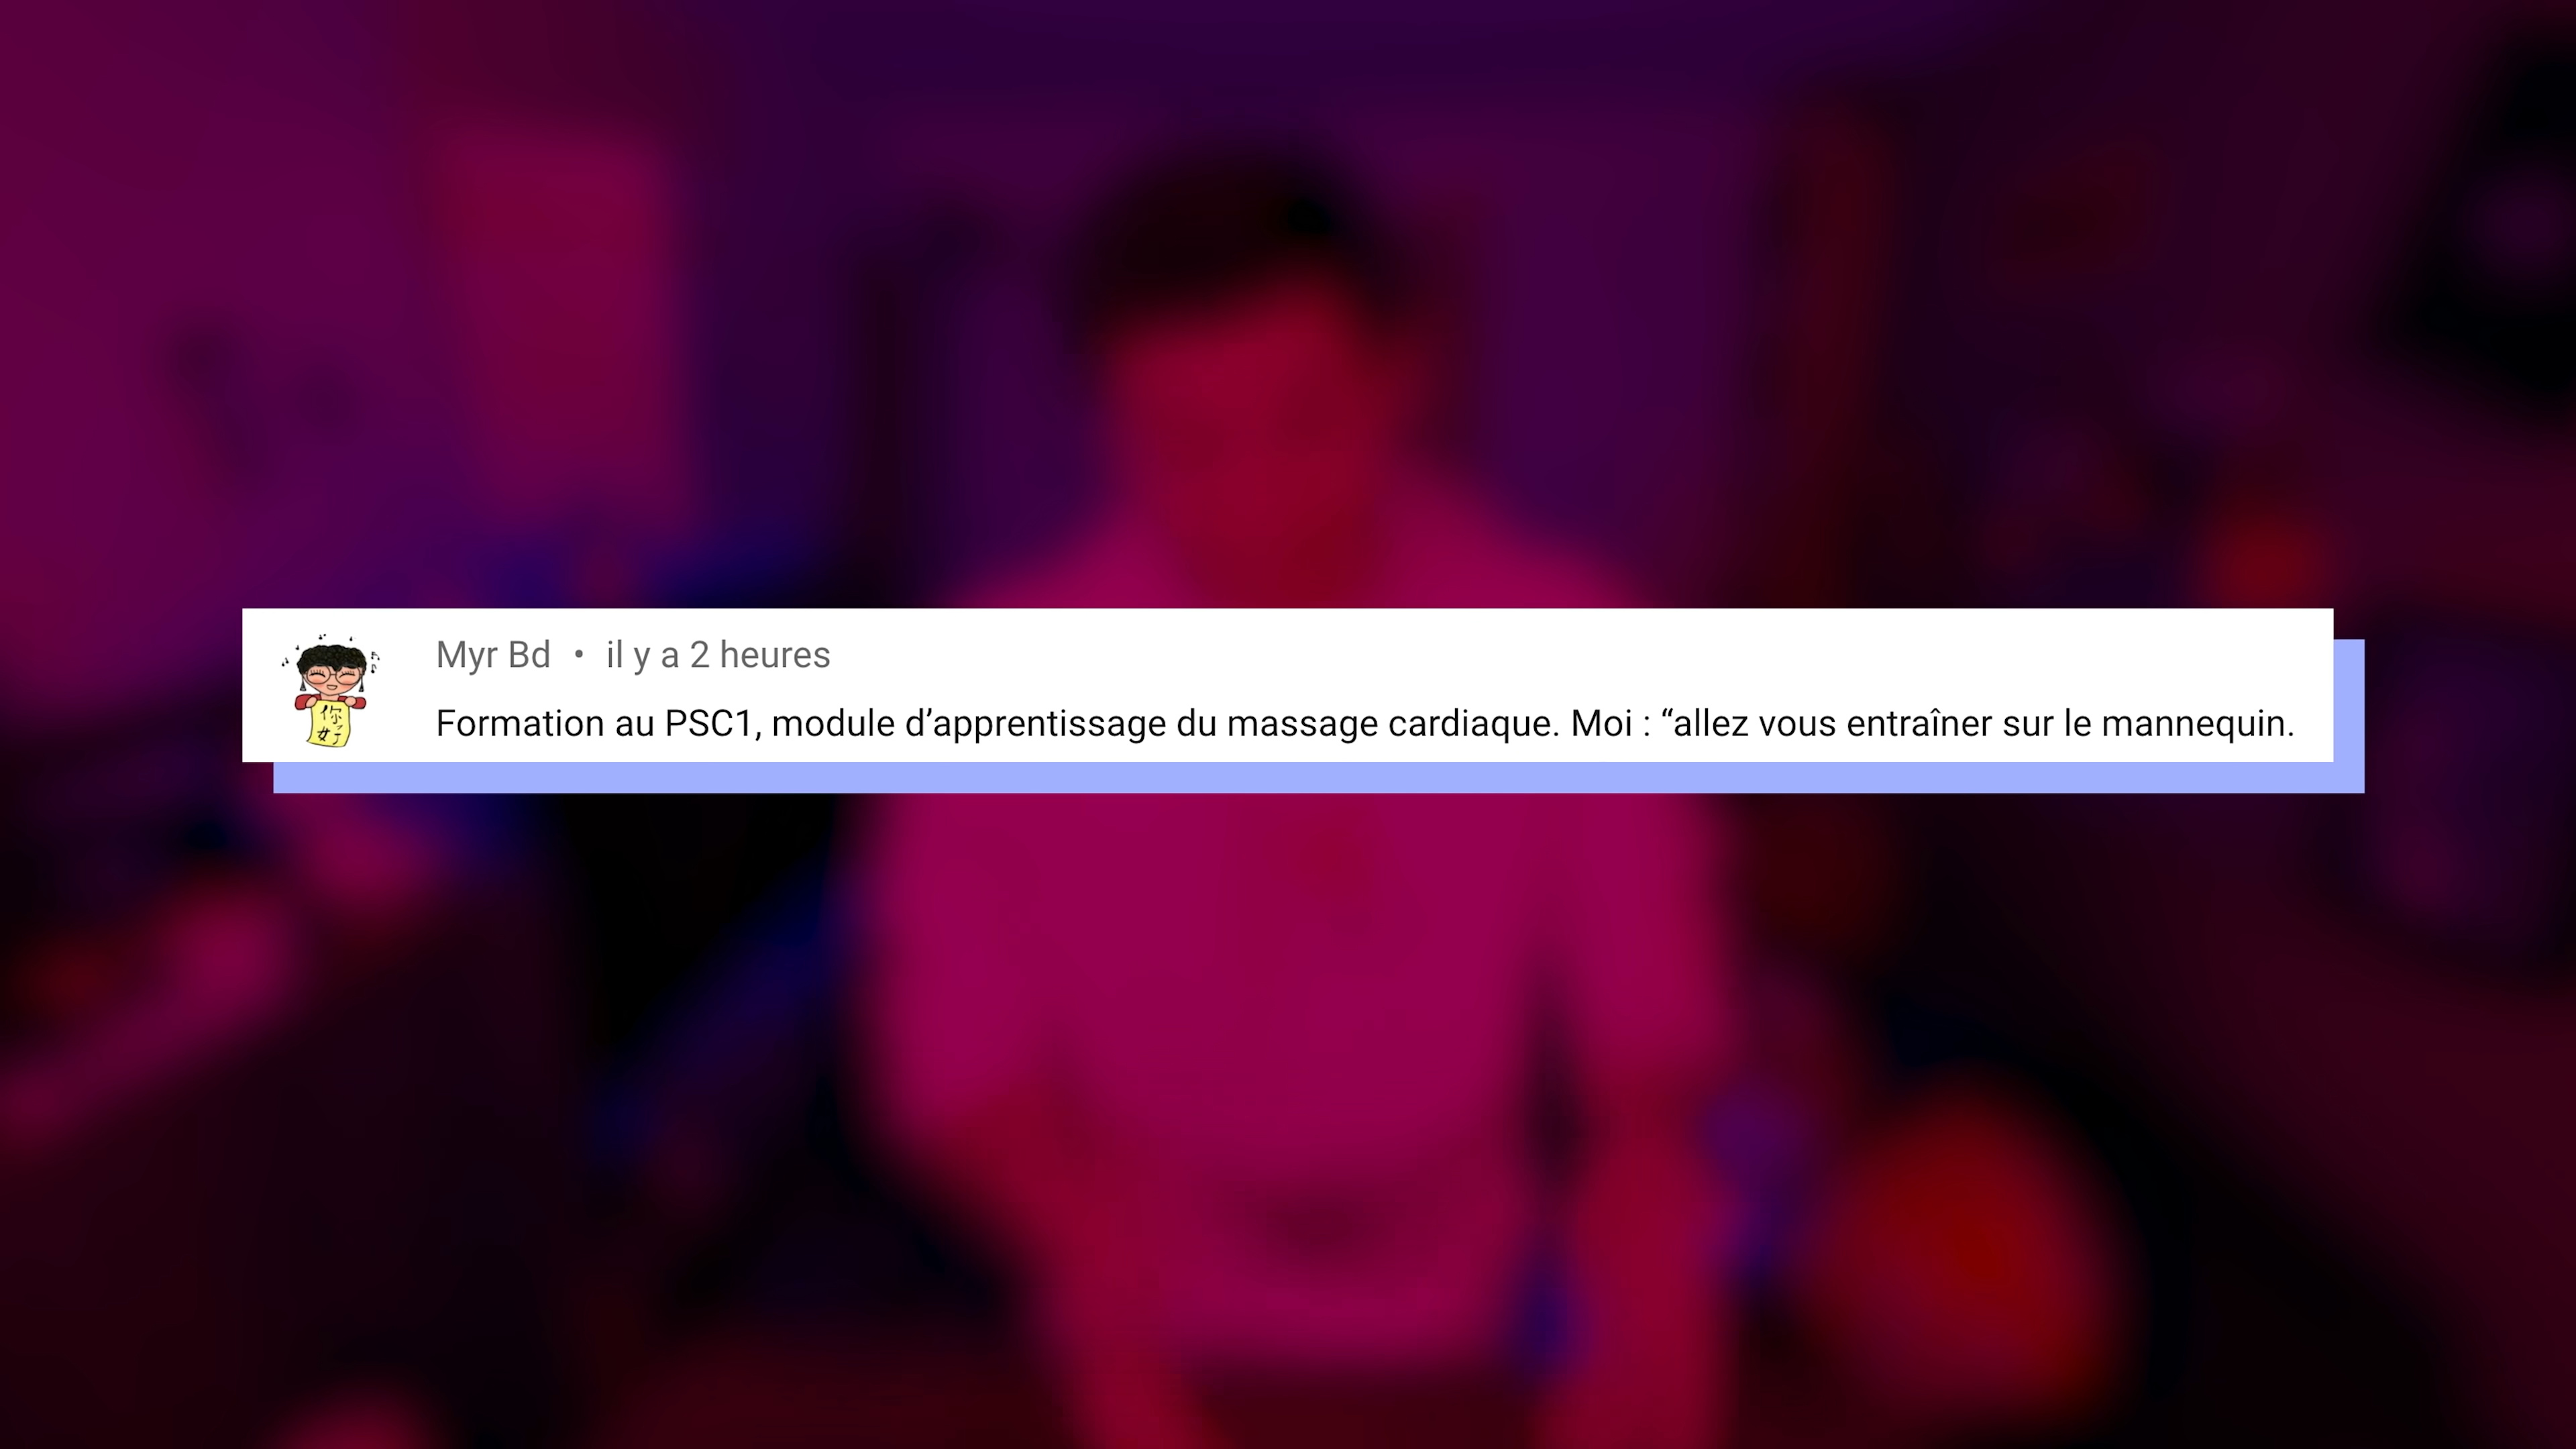 Myr Bd • il y a 2 heures
Formation au PSC1, module d’apprentissage du massage cardiaque. Moi : “allez vous entraîner sur le mannequin.
你
好